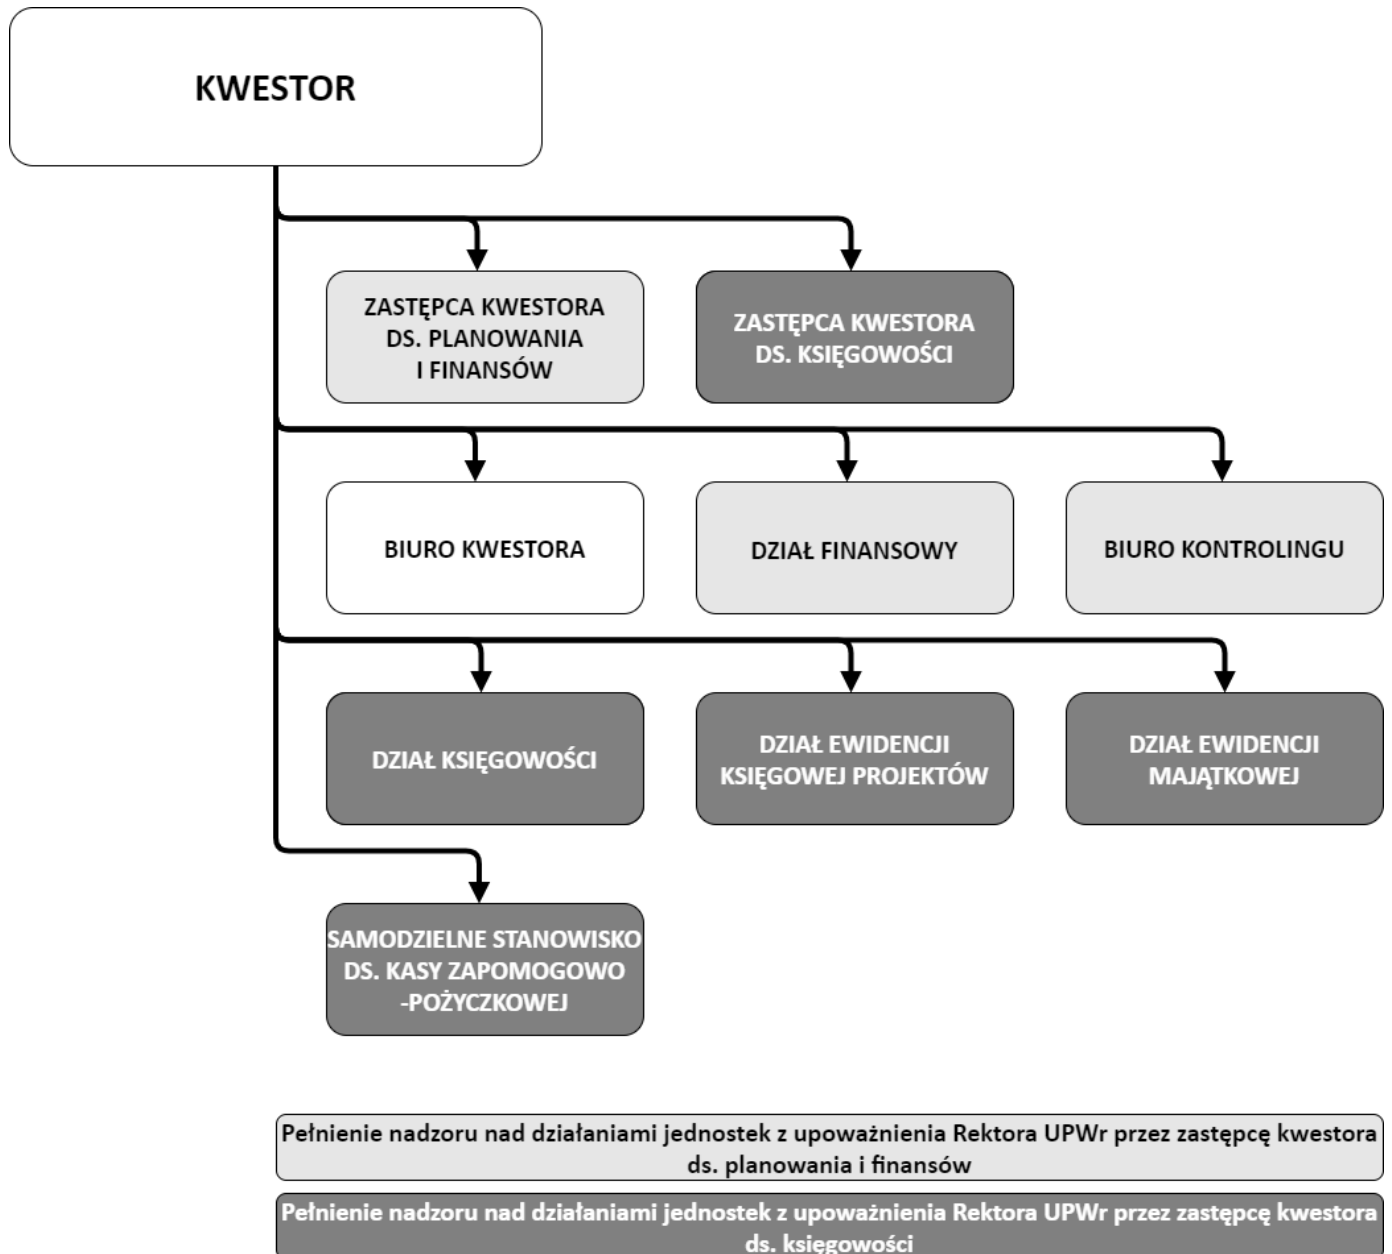 KWESTOR
ZASTĘPCA KWESTORA
DS. PLANOWANIA
I FINANSÓW
ZASTĘPCA KWESTORA
DS. KSIĘGOWOŚCI
BIURO KWESTORA
DZIAŁ FINANSOWY
BIURO KONTROLINGU
DZIAŁ KSIĘGOWOŚCI
DZIAŁ EWIDENCJI
KSIĘGOWEJ PROJEKTÓW
DZIAŁ EWIDENCJI
MAJĄTKOWEJ
SAMODZIELNE STANOWISKO
DS. KASY ZAPOMOGOWO
-POŻYCZKOWEJ
Pełnienie nadzoru nad działaniami jednostek z upoważnienia Rektora UPWr przez zastępcę kwestora
ds. planowania i finansów
Pełnienie nadzoru nad działaniami jednostek z upoważnienia Rektora UPWr przez zastępcę kwestora
ds. księgowości